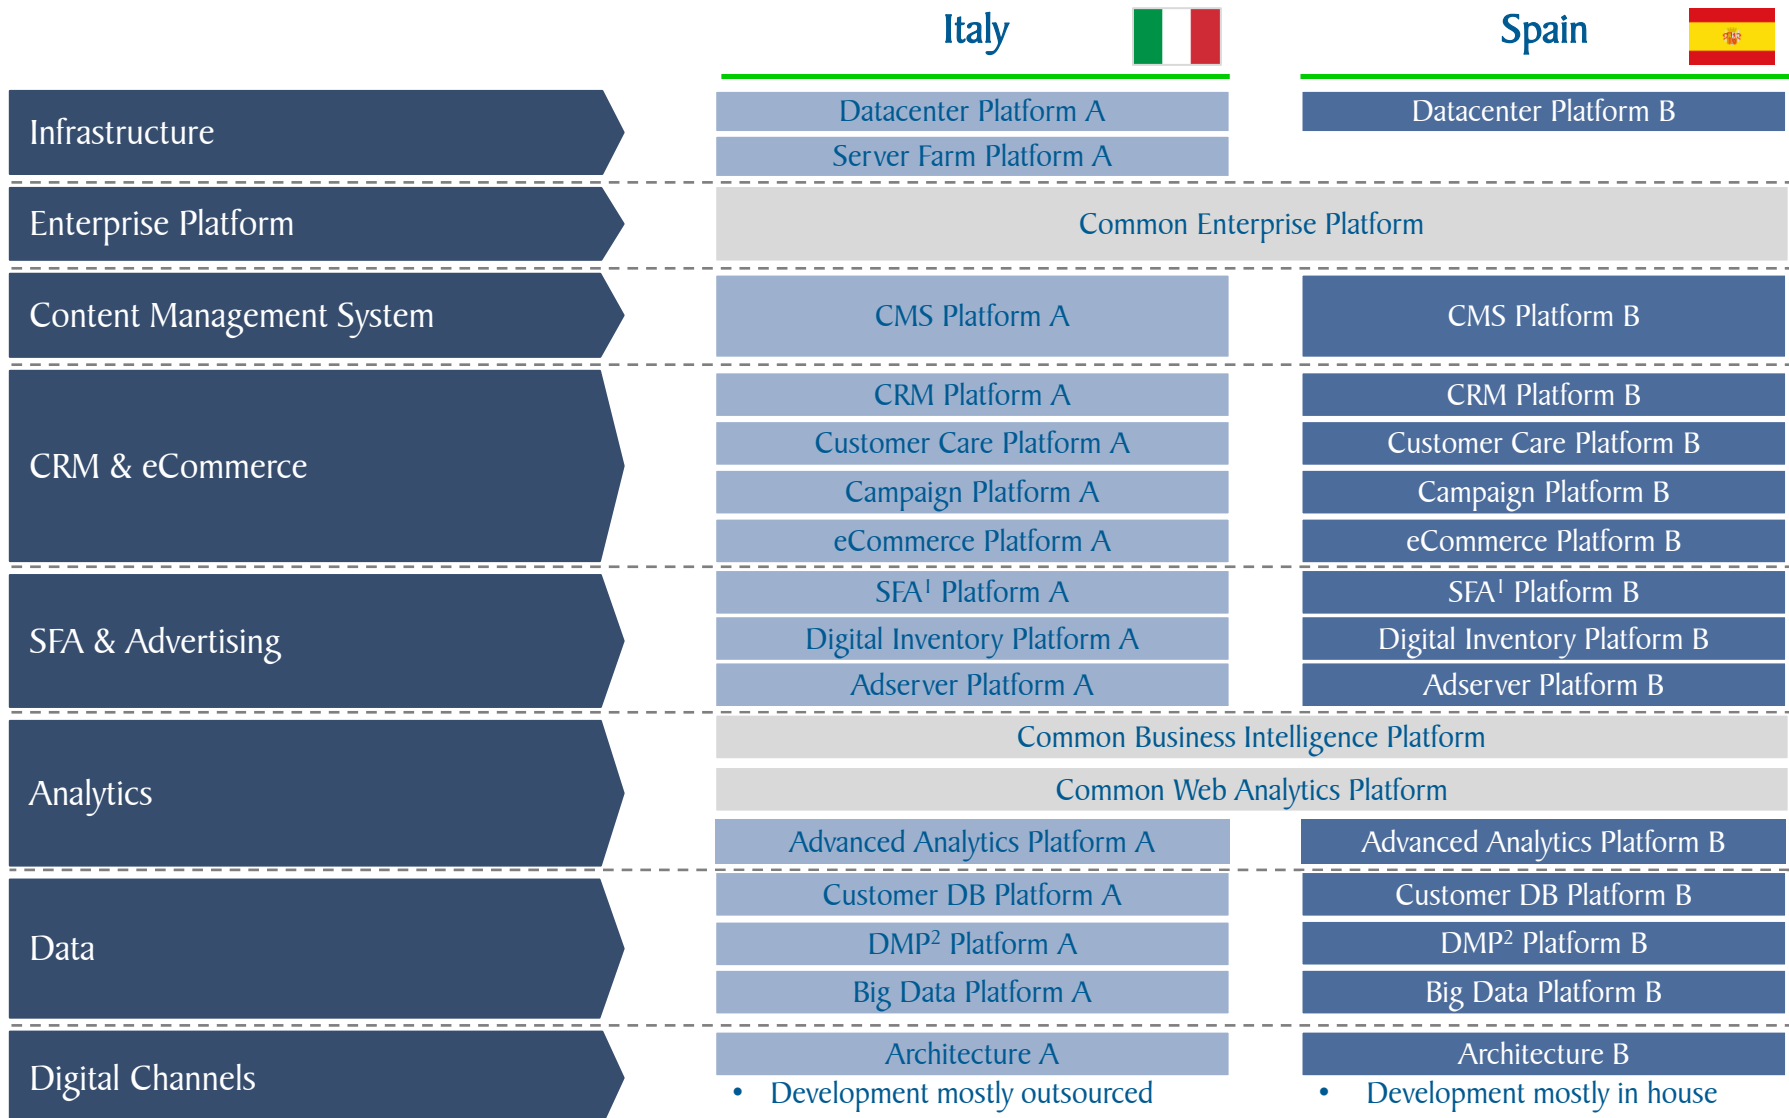 Italy
Spain
Infrastructure
Datacenter Platform A
Datacenter Platform B
Server Farm Platform A
Enterprise Platform
Common Enterprise Platform
Content Management System
CMS Platform A
CMS Platform B
CRM & eCommerce
CRM Platform A
CRM Platform B
Customer Care Platform A
Customer Care Platform B
Campaign Platform A
Campaign Platform B
eCommerce Platform A
eCommerce Platform B
SFA & Advertising
SFA¹ Platform A
SFA¹ Platform B
Digital Inventory Platform A
Digital Inventory Platform B
Adserver Platform A
Adserver Platform B
Analytics
Common Business Intelligence Platform
Common Web Analytics Platform
Advanced Analytics Platform A
Advanced Analytics Platform B
Data
Customer DB Platform A
Customer DB Platform B
DMP² Platform A
DMP² Platform B
Big Data Platform A
Big Data Platform B
Digital Channels
Architecture A
Architecture B
• Development mostly outsourced
• Development mostly in house